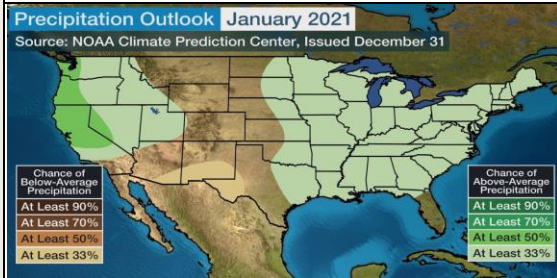 Precipitation Outlook January 2021
Source: NOAA Climate Prediction Center, Issued December 31
Chance of
Below-Average
Precipitation
At Least 90%
At Least 70%
At Least 50%
At Least 33%
Chance of
Above-Average
Precipitation
At Least 90%
At Least 70%
At Least 50%
At Least 33%